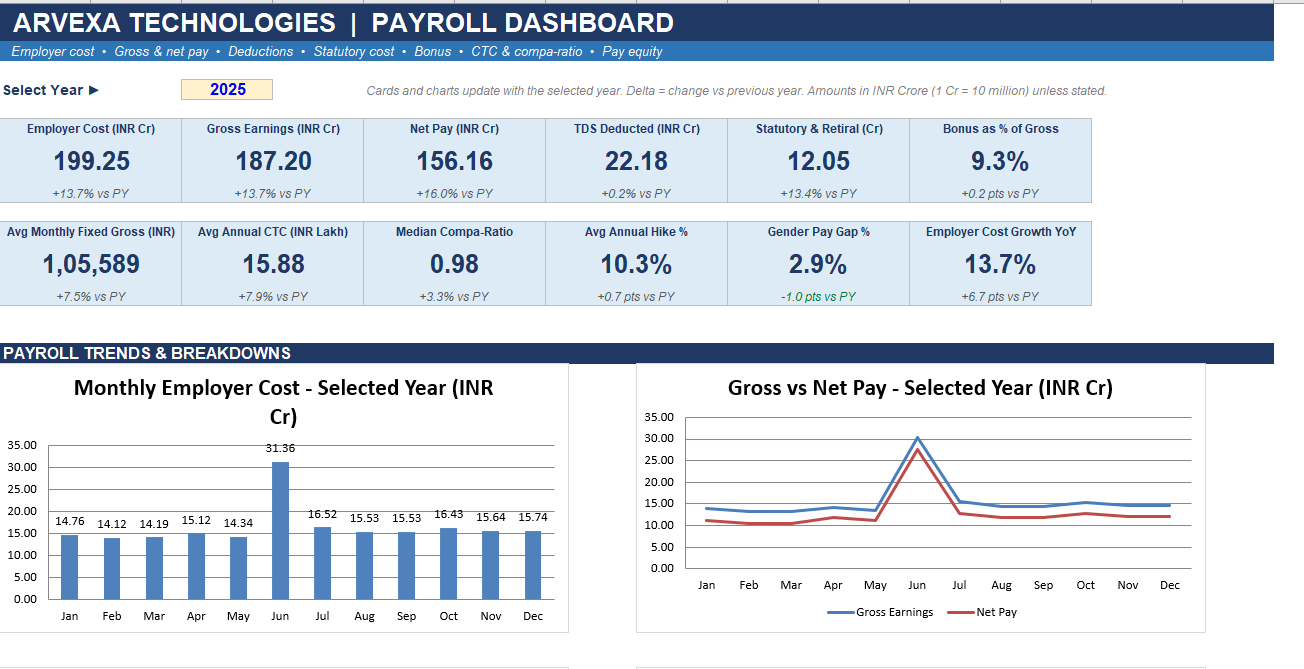 ARVEXA TECHNOLOGIES | PAYROLL DASHBOARD
Employer cost • Gross & net pay • Deductions • Statutory cost • Bonus • CTC & compa-ratio • Pay equity
Select Year ► 2025 Cards and charts update with the selected year. Delta = change vs previous year. Amounts in INR Crore (1 Cr = 10 million) unless stated.
Employer Cost (INR Cr) Gross Earnings (INR Cr) Net Pay (INR Cr) TDS Deducted (INR Cr) Statutory & Retiral (Cr) Bonus as % of Gross
199.25 187.20 156.16 22.18 12.05 9.3%
+13.7% vs PY +13.7% vs PY +16.0% vs PY +0.2% vs PY +13.4% vs PY +0.2 pts vs PY
Avg Monthly Fixed Gross (INR) Avg Annual CTC (INR Lakh) Median Compa-Ratio Avg Annual Hike % Gender Pay Gap % Employer Cost Growth YoY
1,05,589 15.88 0.98 10.3% 2.9% 13.7%
+7.5% vs PY +7.9% vs PY +3.3% vs PY +0.7 pts vs PY -1.0 pts vs PY +6.7 pts vs PY
PAYROLL TRENDS & BREAKDOWNS
Monthly Employer Cost - Selected Year (INR
Cr)
35.00
30.00
25.00
20.00
15.00
10.00
5.00
0.00
14.76 14.12 14.19 15.12 14.34 31.36 16.52 15.53 15.53 16.43 15.64 15.74
Jan Feb Mar Apr May Jun Jul Aug Sep Oct Nov Dec
Gross vs Net Pay - Selected Year (INR Cr)
35.00
30.00
25.00
20.00
15.00
10.00
5.00
0.00
Jan Feb Mar Apr May Jun Jul Aug Sep Oct Nov Dec
Gross Earnings Net Pay